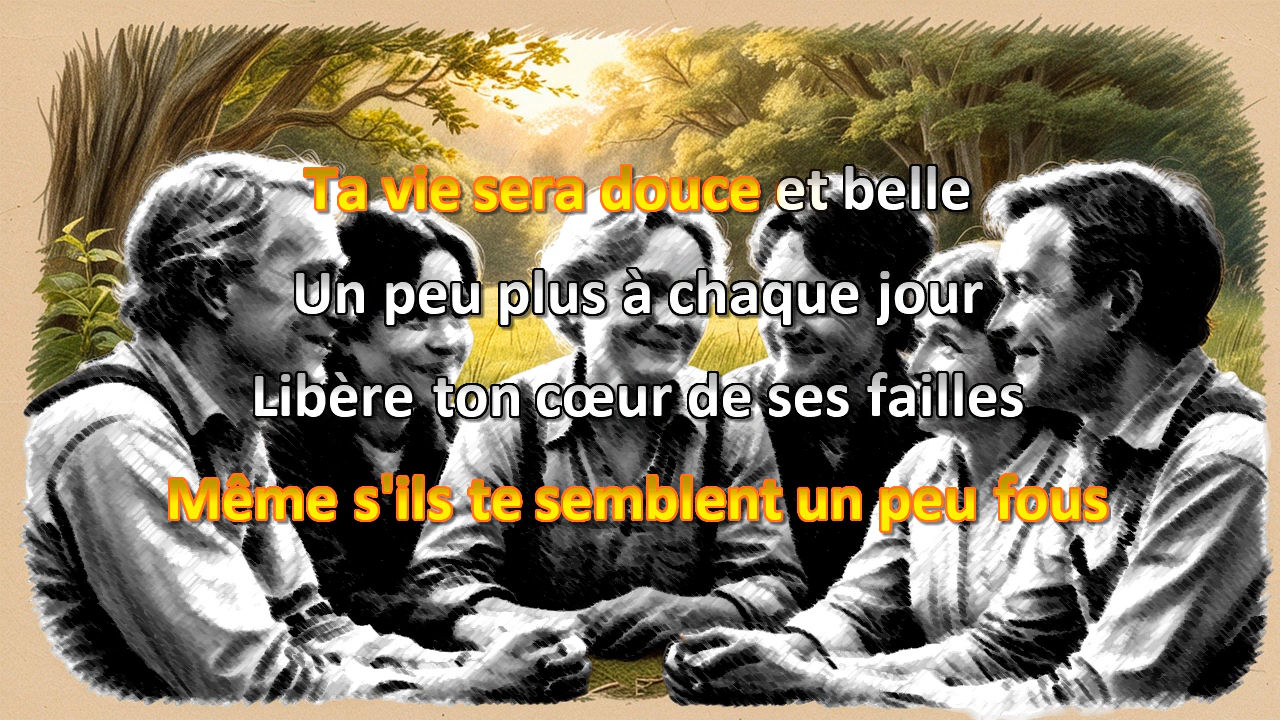 Ta vie sera douce et belle
Un peu plus à chaque jour
Libère ton cœur de ses failles
Même s'ils te semblent un peu fous